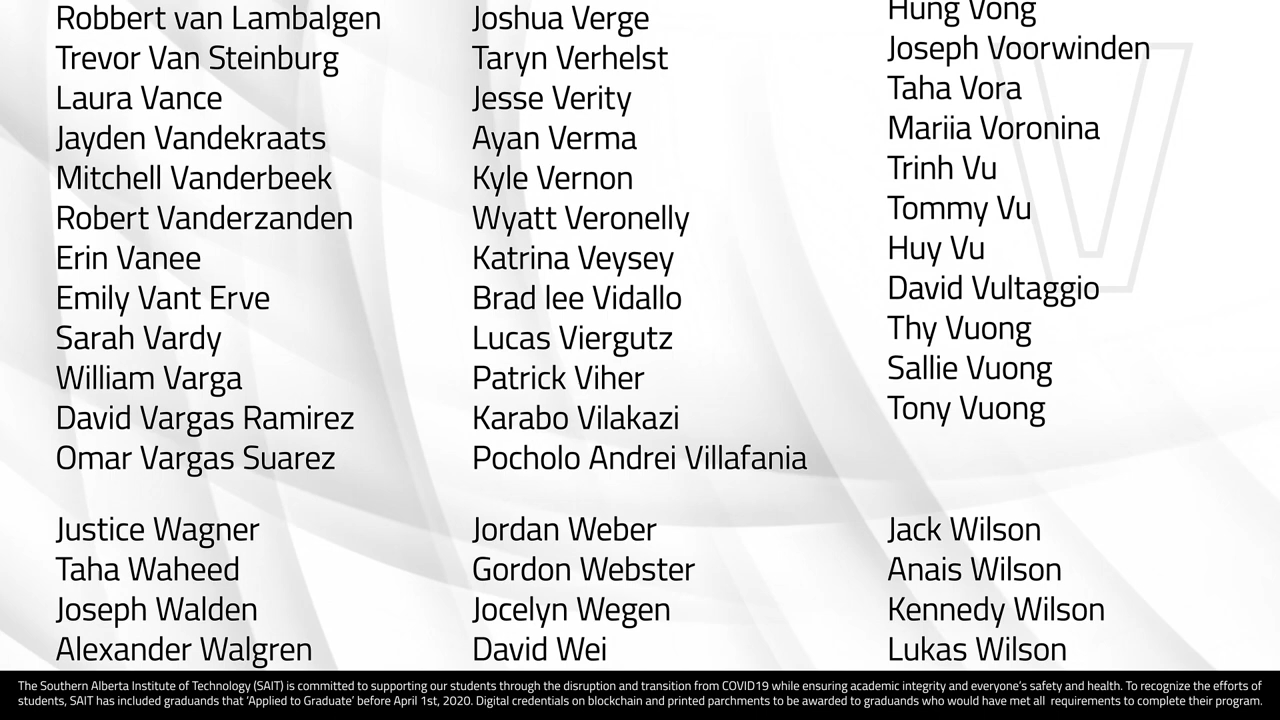 Robbert van Lambalgen
Trevor Van Steinburg
Laura Vance
Jayden Vandekraats
Mitchell Vanderbeek
Robert Vanderzanden
Erin Vanee
Emily Vant Erve
Sarah Vardy
William Varga
David Vargas Ramirez
Omar Vargas Suarez
Joshua Verge
Taryn Verhelst
Jesse Verity
Ayan Verma
Kyle Vernon
Wyatt Veronelly
Katrina Veysey
Brad lee Vidallo
Lucas Viergutz
Patrick Viher
Karabo Vilakazi
Pocholo Andrei Villafania
Hung Vong
Joseph Voorwinden
Taha Vora
Mariia Voronina
Trinh Vu
Tommy Vu
Huy Vu
David Vultaggio
Thy Vuong
Sallie Vuong
Tony Vuong
V
Justice Wagner
Taha Waheed
Joseph Walden
Alexander Walgren
Jordan Weber
Gordon Webster
Jocelyn Wegen
David Wei
Jack Wilson
Anais Wilson
Kennedy Wilson
Lukas Wilson
The Southern Alberta Institute of Technology (SAIT) is committed to supporting our students through the disruption and transition from COVID19 while ensuring academic integrity and everyone's safety and health. To recognize the efforts of
students, SAIT has included graduands that 'Applied to Graduate' before April 1st, 2020. Digital credentials on blockchain and printed parchments to be awarded to graduands who would have met all requirements to complete their program.